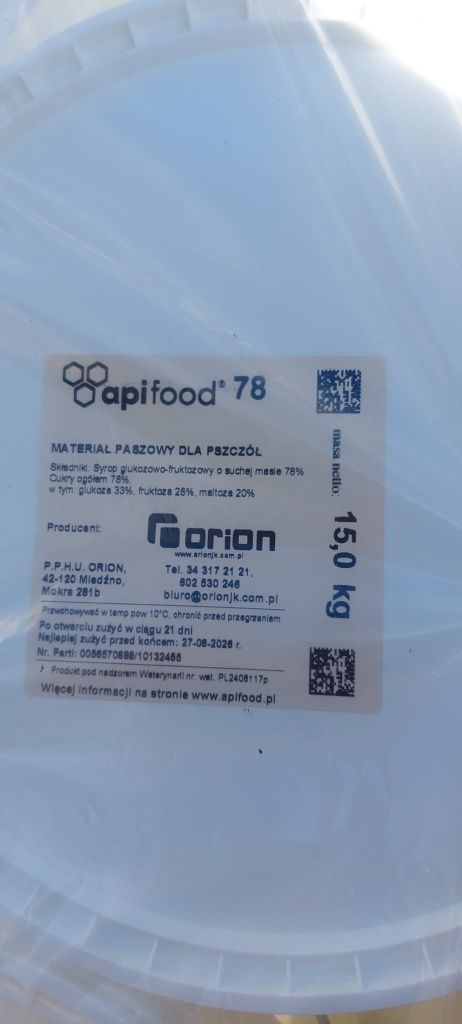 apifood® 78
MATERIAŁ PASZOWY DLA PSZCZÓŁ
Składniki: Syrop glukozowo-fruktozowy o suchej masie 78%
Cukry ogółem 78%,
w tym. glukoza 33%, fruktoza 28%, maltoza 20%
masa netto: 15,0 kg
Producent:
orion
www.orionjk.com.pl
P.P.H.U. ORION,
42-120 Miedźno,
Mokra 281b
Tel. 34 317 21 21,
602 530 246
biuro@orionjk.com.pl
Przechowywać w temp pow 10°C, chronić przed przegrzaniem
Po otwarciu zużyć w ciągu 21 dni
Najlepiej zużyć przed końcem: 27-08-2026 r.
Nr. Partii: 0056570888/10132455
Produkt pod nadzorem Weterynarii nr. wet. PL2406117p
Więcej informacji na stronie www.apifood.pl